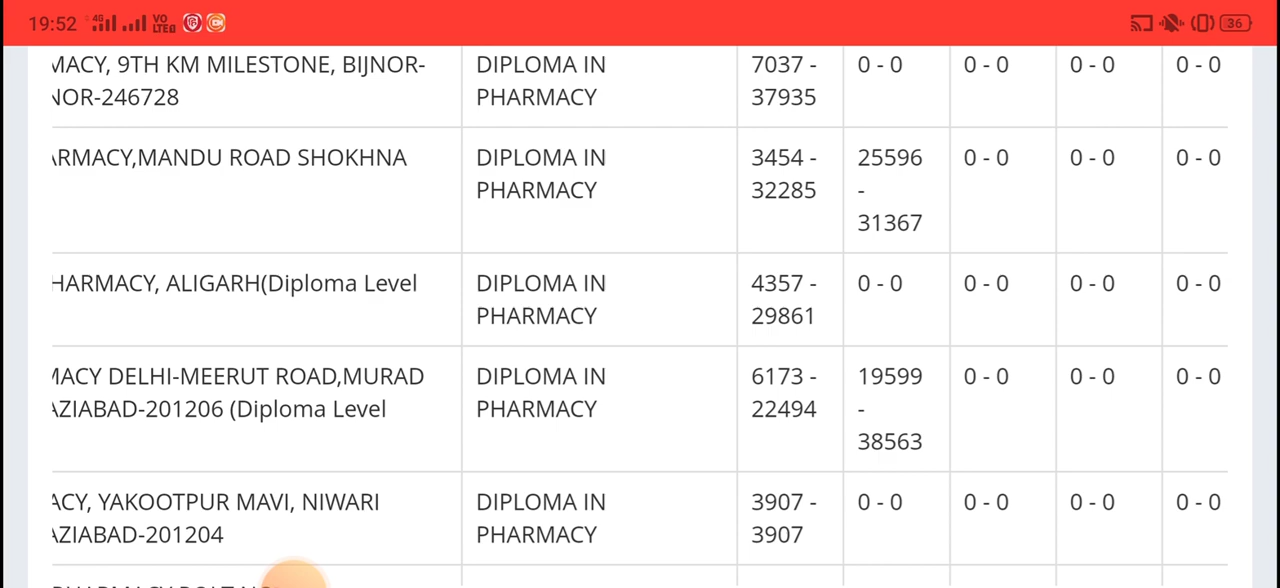 19:52 4G VO LTE 36
MACY, 9TH KM MILESTONE, BIJNOR-
NOR-246728
DIPLOMA IN
PHARMACY
7037 -
37935
0 - 0
0 - 0
0 - 0
0 - 0
ARMACY,MANDU ROAD SHOKHNA
DIPLOMA IN
PHARMACY
3454 -
32285
25596
-
31367
0 - 0
0 - 0
0 - 0
HARMACY, ALIGARH(Diploma Level
DIPLOMA IN
PHARMACY
4357 -
29861
0 - 0
0 - 0
0 - 0
0 - 0
MACY DELHI-MEERUT ROAD,MURAD
AZIABAD-201206 (Diploma Level
DIPLOMA IN
PHARMACY
6173 -
22494
19599
-
38563
0 - 0
0 - 0
0 - 0
ACY, YAKOOTPUR MAVI, NIWARI
AZIABAD-201204
DIPLOMA IN
PHARMACY
3907 -
3907
0 - 0
0 - 0
0 - 0
0 - 0